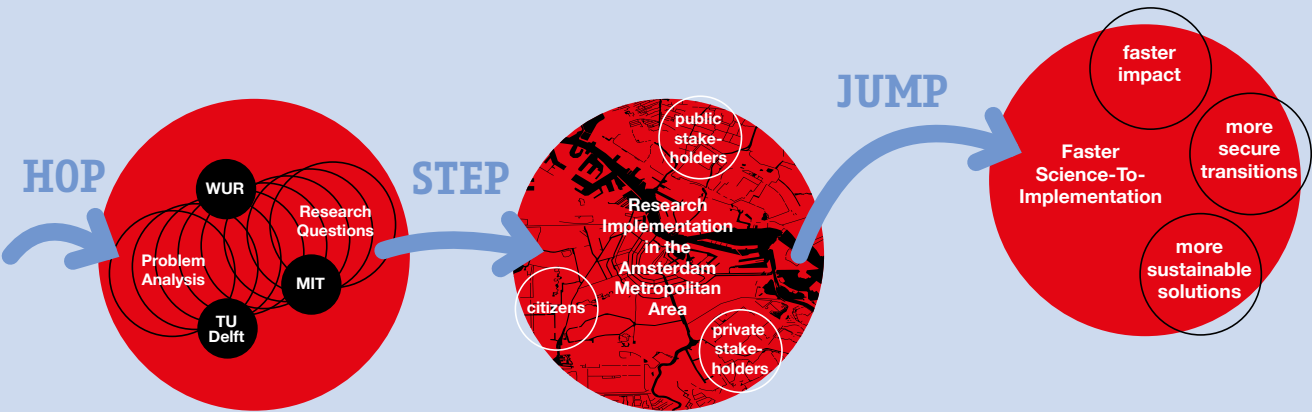 HOP
WUR
Research
Questions
Problem
Analysis
MIT
TU
Delft
STEP
public
stake-
holders
Research
Implementation
in the
Amsterdam
Metropolitan
Area
citizens
private
stake-
holders
JUMP
faster
impact
more
secure
transitions
Faster
Science-To-
Implementation
more
sustainable
solutions